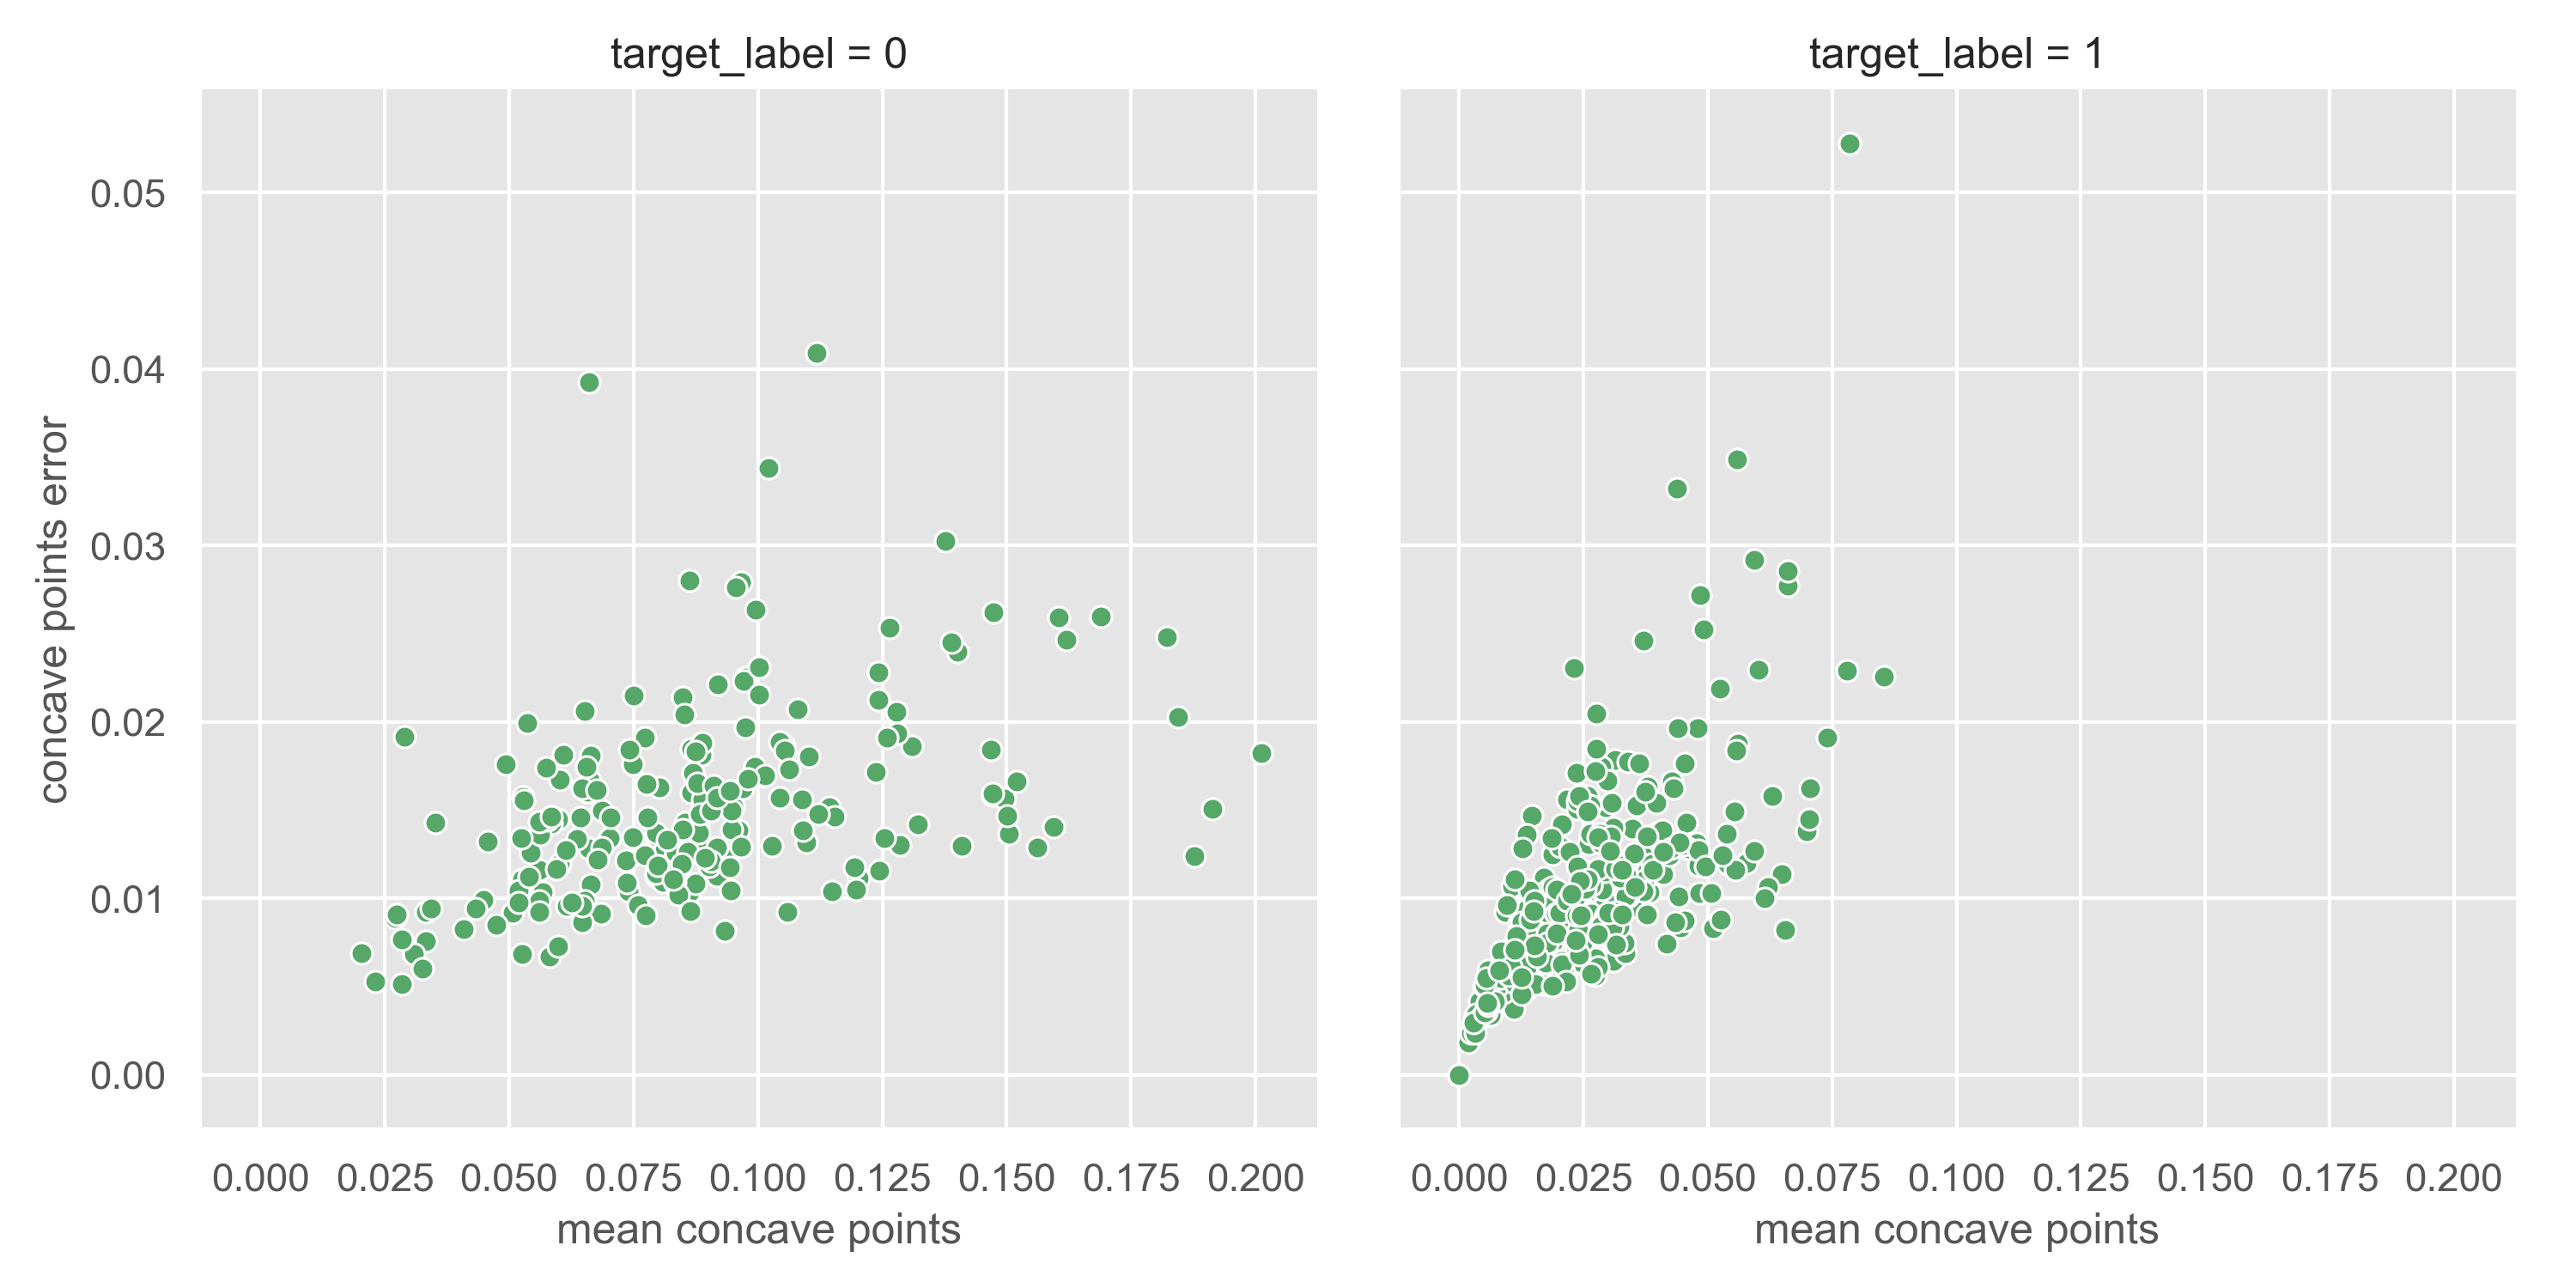 target_label = 0
target_label = 1
concave points error
0.05
0.04
0.03
0.02
0.01
0.00
0.000 0.025 0.050 0.075 0.100 0.125 0.150 0.175 0.200
0.000 0.025 0.050 0.075 0.100 0.125 0.150 0.175 0.200
mean concave points
mean concave points